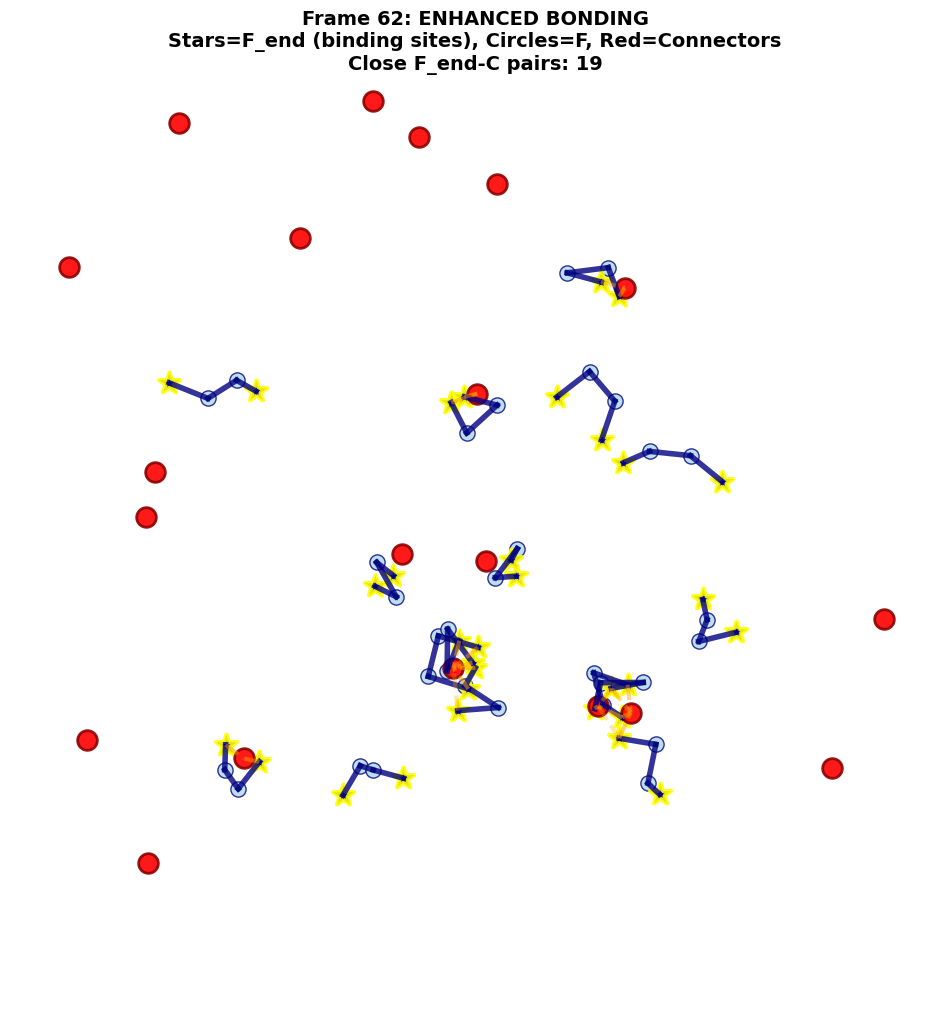 Frame 62: ENHANCED BONDING
Stars=F_end (binding sites), Circles=F, Red=Connectors
Close F_end-C pairs: 19